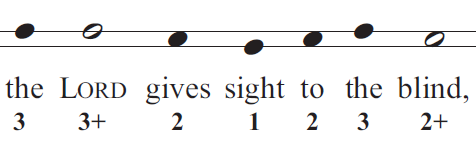 the LORD gives sight to the blind,
3 3+ 2 1 2 3 2+